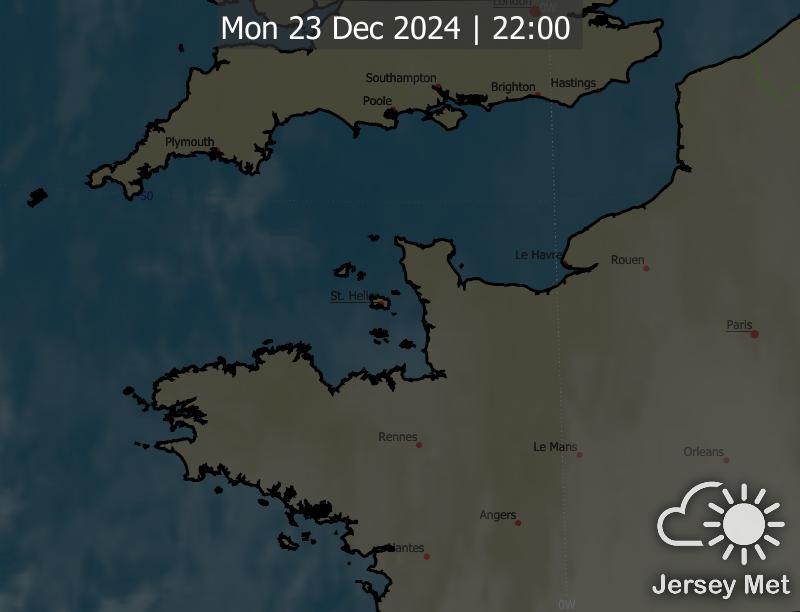 London
0W
Mon 23 Dec 2024 | 22:00
Southampton
Brighton
Hastings
Poole
Plymouth
50
Le Havre
Rouen
St. Helier
Paris
Rennes
Le Mans
Orleans
Angers
Nantes
Jersey Met
0W